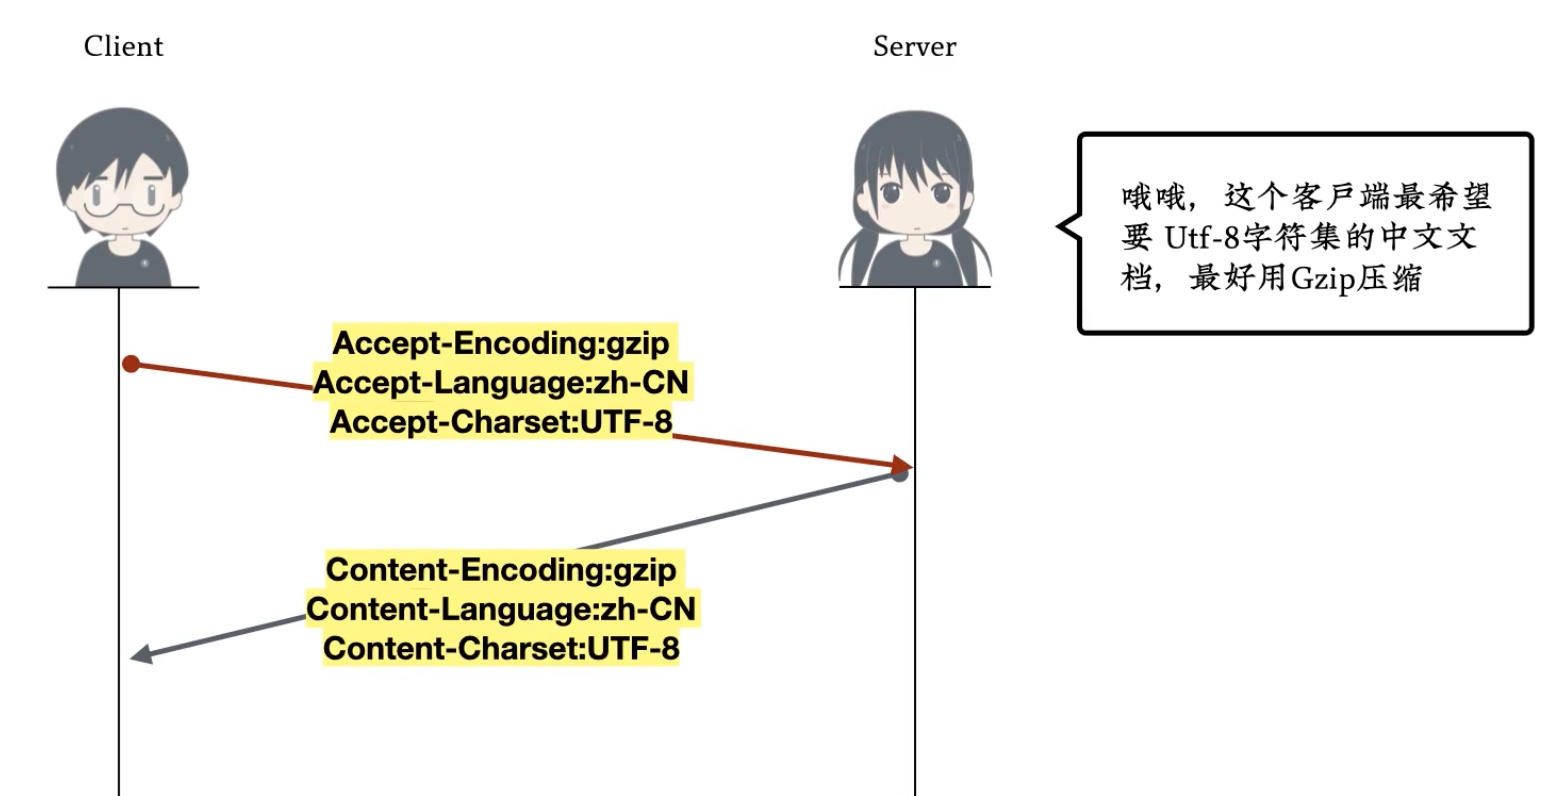 Client
Server
哦哦，这个客戶端最希望
要 Utf-8字符集的中文文
档，最好用Gzip压缩
Accept-Encoding:gzip
Accept-Language:zh-CN
Accept-Charset:UTF-8
Content-Encoding:gzip
Content-Language:zh-CN
Content-Charset:UTF-8